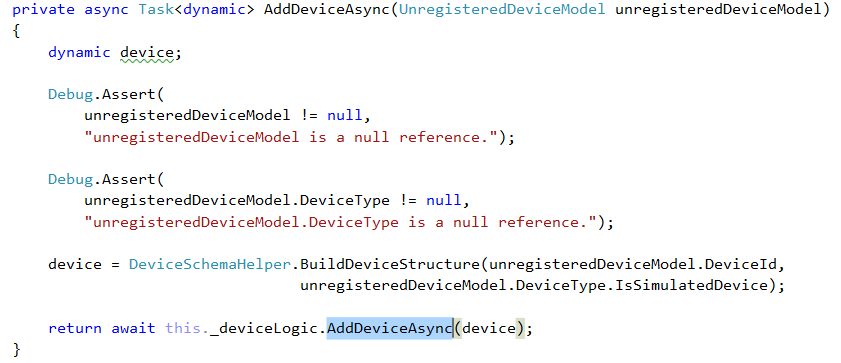 private async Task<dynamic> AddDeviceAsync(UnregisteredDeviceModel unregisteredDeviceModel)
{
    dynamic device;

    Debug.Assert(
        unregisteredDeviceModel != null,
        "unregisteredDeviceModel is a null reference.");

    Debug.Assert(
        unregisteredDeviceModel.DeviceType != null,
        "unregisteredDeviceModel.DeviceType is a null reference.");

    device = DeviceSchemaHelper.BuildDeviceStructure(unregisteredDeviceModel.DeviceId,
                                unregisteredDeviceModel.DeviceType.IsSimulatedDevice);

    return await this._deviceLogic.AddDeviceAsync(device);
}